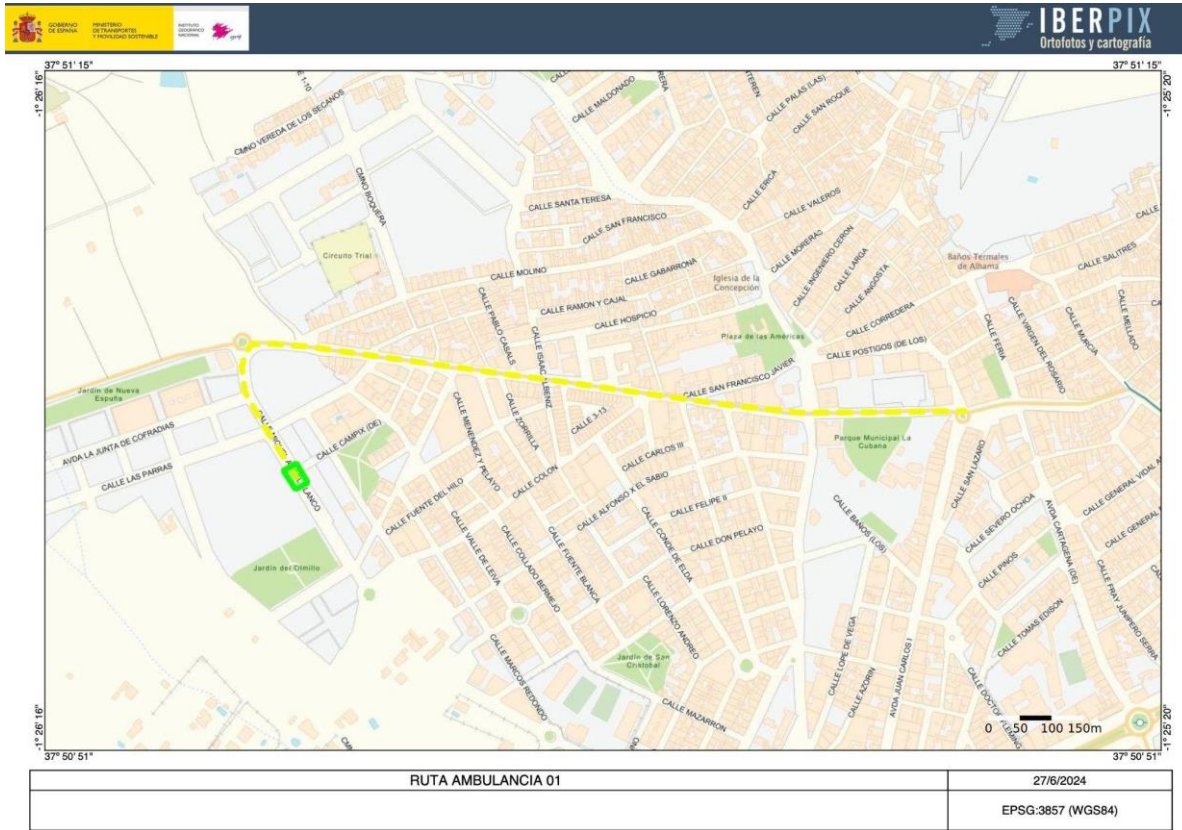 GOBIERNO
DE ESPAÑA
MINISTERIO
DE TRANSPORTES
Y MOVILIDAD SOSTENIBLE
INSTITUTO
GEOGRÁFICO
NACIONAL
IBERPIX
Ortofotos y cartografía
37° 51' 15"
37° 51' 15"
-1° 26' 16"
-1° 25' 20"
CALLE MALDONADO
CALLE PALAS (LAS)
CALLE SAN ROQUE
CMNO VEREDA DE LOS SECANOS
CMNO BOQUERA
CALLE ERICA
CALLE SANTA TERESA
CALLE VALEROS
CALLE SAN FRANCISCO
CALLE MORERAS
CALLE INGENIERO CERON
CALLE LARGA
CALLE ANGOSTA
Circuito Trial
Baños Termales
de Alhama
CALLE SALITRES
CALLE MOLINO
CALLE GABARRONA
Iglesia de la
Concepción
CALLE PABLO CASALS
CALLE RAMON Y CAJAL
CALLE HOSPICIO
CALLE ISAAC ALBENIZ
CALLE CORREDERA
CALLE FERIA
CALLE VIRGEN DEL ROSARIO
CALLE MURCIA
CALLE MELLADO
Plaza de las Américas
CALLE POSTIGOS (DE LOS)
CALLE SAN FRANCISCO JAVIER
Jardín de Nueva
España
CALLE MENENDEZ Y PELAYO
CALLE ZORRILLA
CALLE 3-13
AVDA LA JUNTA DE COFRADIAS
CALLE CAMPIX (DE)
Parque Municipal La
Cubana
CALLE LAS PARRAS
BLANCO
CALLE COLON
CALLE CARLOS III
CALLE ALFONSO X EL SABIO
CALLE FELIPE II
CALLE SAN LAZARO
CALLE FUENTE DEL HILO
CALLE DON PELAYO
CALLE BAÑOS (LOS)
CALLE SEVERO OCHOA
AVDA CARTAGENA (DE)
CALLE GENERAL VIDAL
CALLE GENERAL
CALLE VALLE DE LEIVA
CALLE COLLADO BERMEJO
CALLE FUENTE BLANCA
CALLE CONDE DE ELDA
CALLE PINOS
Jardín del Olmillo
CALLE LORENZO ANDREO
CALLE TOMAS EDISON
CALLE FRAY JUNIPERO SERRA
CALLE MARCOS REDONDO
Jardín de San
Cristobal
CALLE LOPE DE VEGA
CALLE AZORIN
AVDA JUAN CARLOS I
CALLE MAZARRON
0 50 100 150m
-1° 26' 16"
-1° 25' 20"
37° 50' 51"
37° 50' 51"
RUTA AMBULANCIA 01
27/6/2024
EPSG:3857 (WGS84)